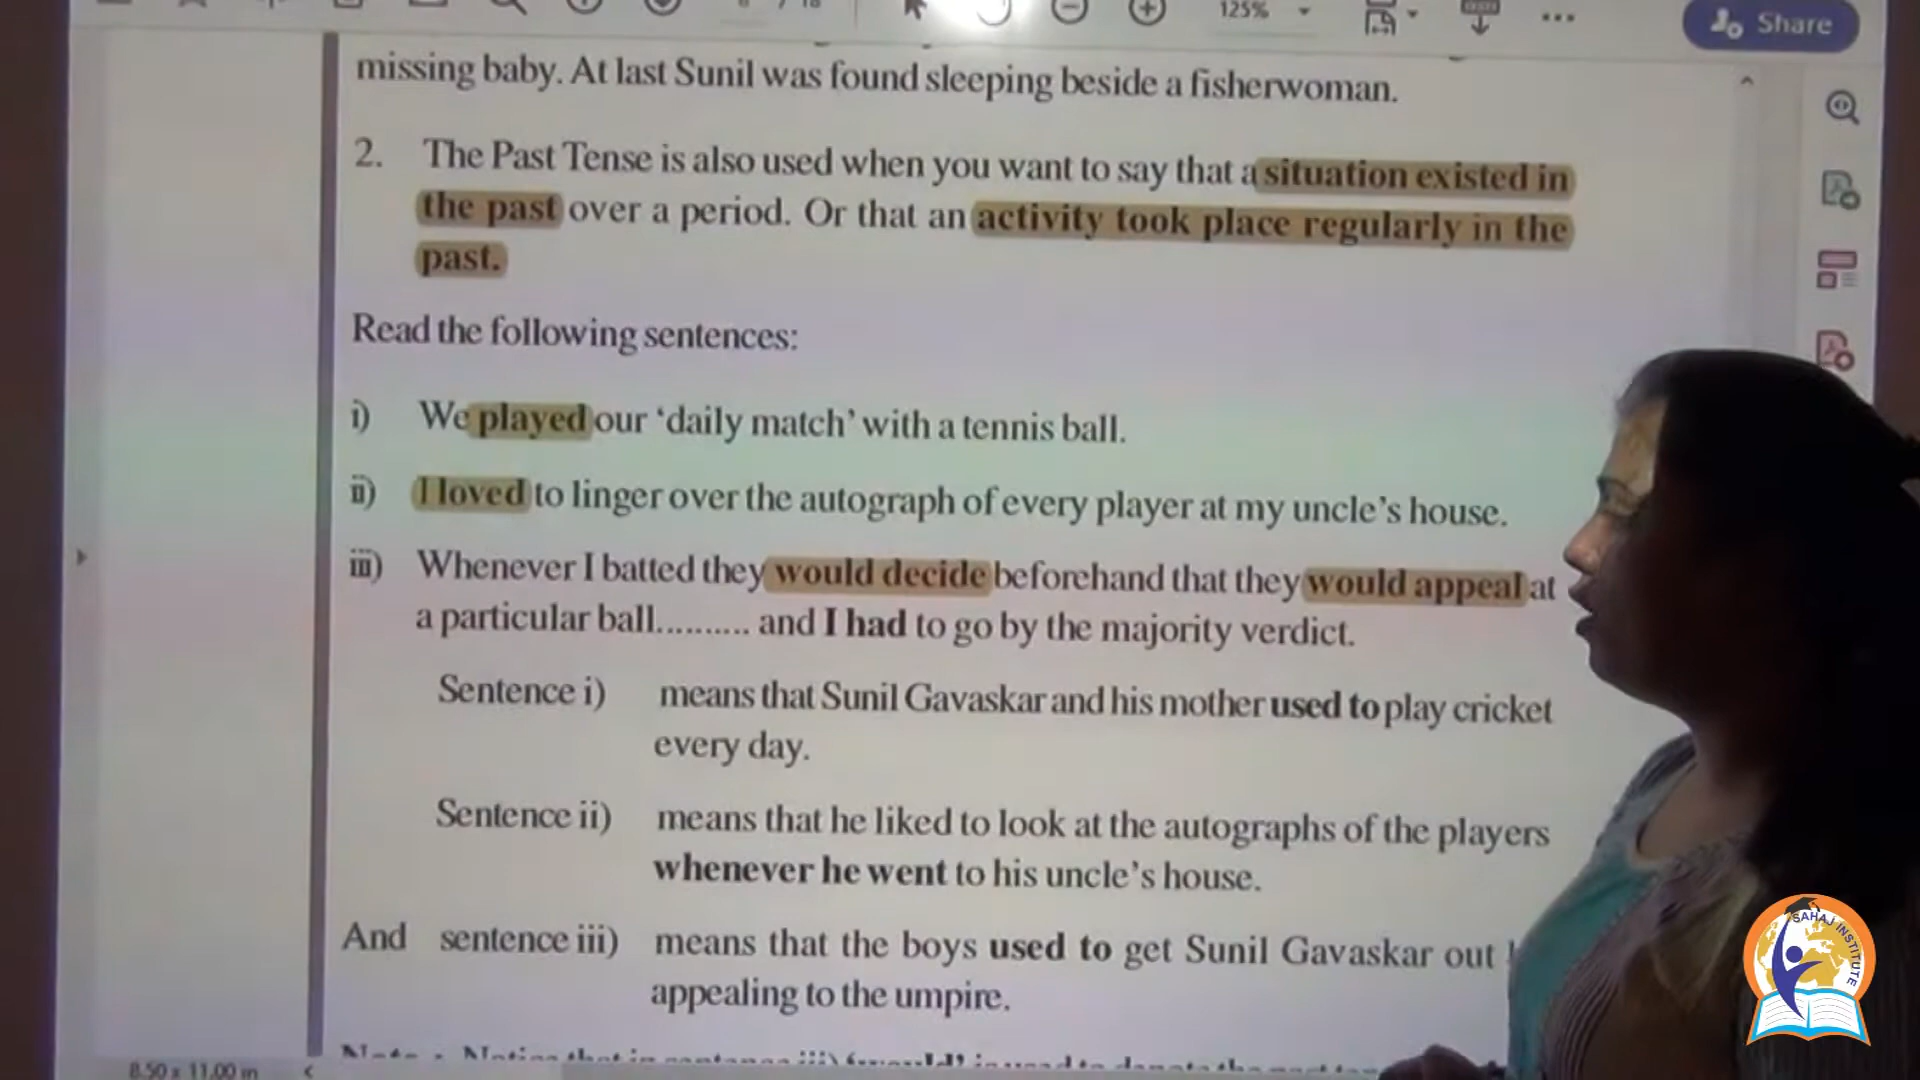 125%
Share
missing baby. At last Sunil was found sleeping beside a fisherwoman.
2. The Past Tense is also used when you want to say that a situation existed in
the past over a period. Or that an activity took place regularly in the
past.
Read the following sentences:
i) We played our ‘daily match’ with a tennis ball.
ii) I loved to linger over the autograph of every player at my uncle’s house.
iii) Whenever I batted they would decide beforehand that they would appeal at
a particular ball.......... and I had to go by the majority verdict.
Sentence i) means that Sunil Gavaskar and his mother used to play cricket
every day.
Sentence ii) means that he liked to look at the autographs of the players
whenever he went to his uncle’s house.
And sentence iii) means that the boys used to get Sunil Gavaskar out
appealing to the umpire.
8.50 x 11.00 in
SAHAJ INSTITUTE